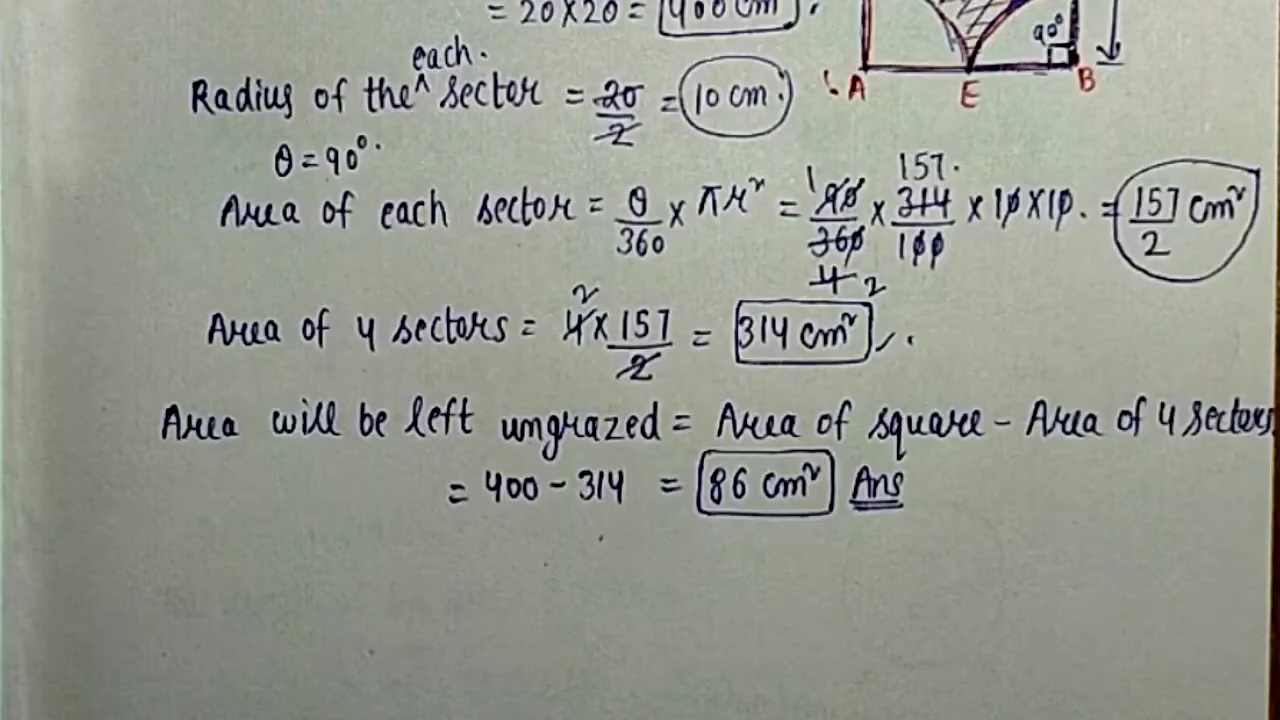 = 20 × 20 = 400 cm².
each.
Radius of the ^ sector = 20/2 = 10 cm.
A E B
90°
θ = 90°.
157.
Area of each sector = θ/360 × πr² = 90/360 × 314/100 × 10 × 10. = 157/2 cm²
1 4 2
2
Area of 4 sectors = 4 × 157/2 = 314 cm²
Area will be left ungrazed = Area of square - Area of 4 sectors
= 400 - 314 = 86 cm² Ans